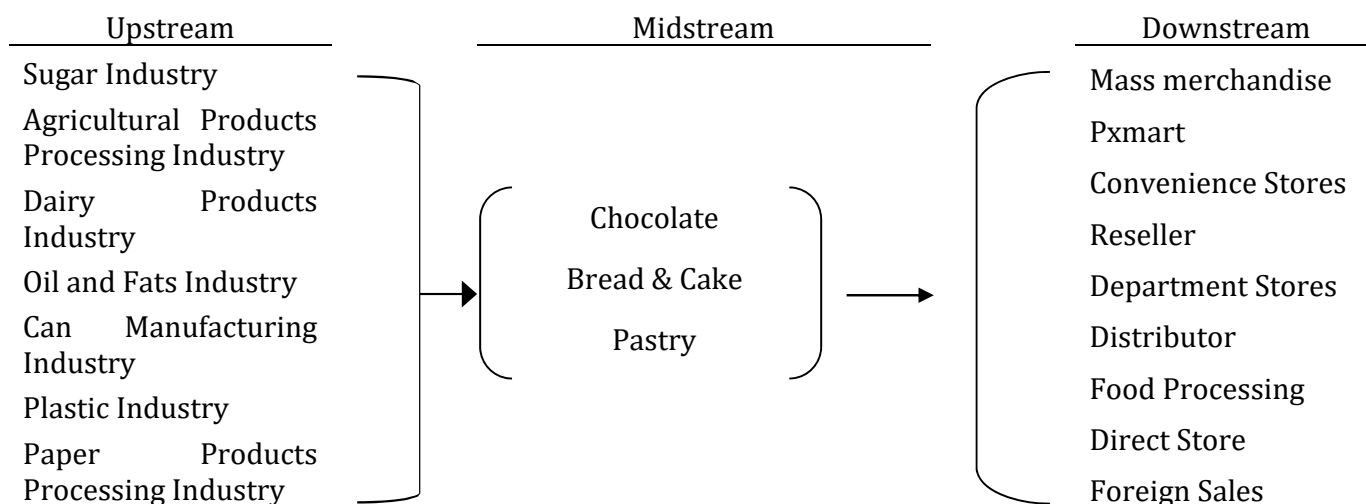 Upstream
Sugar Industry
Agricultural Products
Processing Industry
Dairy Products
Industry
Oil and Fats Industry
Can Manufacturing
Industry
Plastic Industry
Paper Products
Processing Industry
Midstream
Chocolate
Bread & Cake
Pastry
Downstream
Mass merchandise
Pxmart
Convenience Stores
Reseller
Department Stores
Distributor
Food Processing
Direct Store
Foreign Sales